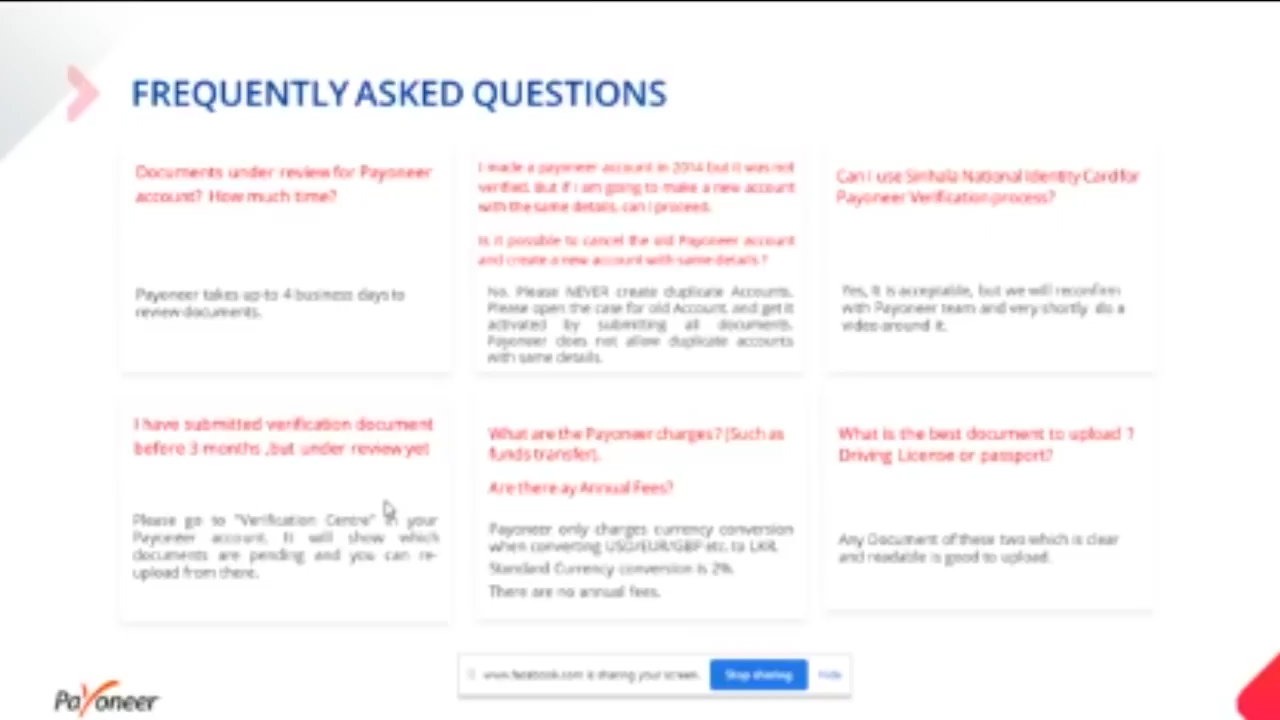 FREQUENTLY ASKED QUESTIONS
Documents under review for Payoneer
account? How much time?
Payoneer takes up-to 4 business days to
review documents.
I made a payoneer account in 2014 but it was not
verified. But if i am going to make a new account
with the same details, can i proceed.
Is it possible to cancel the old Payoneer account
and create a new account with same details ?
No. Please NEVER create duplicate Accounts.
Please open the case for old Account, and get it
activated by submitting all documents.
Payoneer does not allow duplicate accounts
with same details.
Can I use Sinhala National Identity Card for
Payoneer Verification process?
Yes, it is acceptable, but we will reconfirm
with Payoneer team and very shortly do a
video around it.
I have submitted verification document
before 3 months ,but under review yet
Please go to "Verification Centre" in your
Payoneer account. It will show which
documents are pending and you can re-
upload from there.
What are the Payoneer charges? (Such as
funds transfer).
Are there ay Annual Fees?
Payoneer only charges currency conversion
when converting USD/EUR/GBP etc. to LKR.
Standard Currency conversion is 2%.
There are no annual fees.
What is the best document to upload ?
Driving License or passport?
Any Document of these two which is clear
and readable is good to upload.
www.facebook.com is sharing your screen.
Stop sharing
Hide
Payoneer